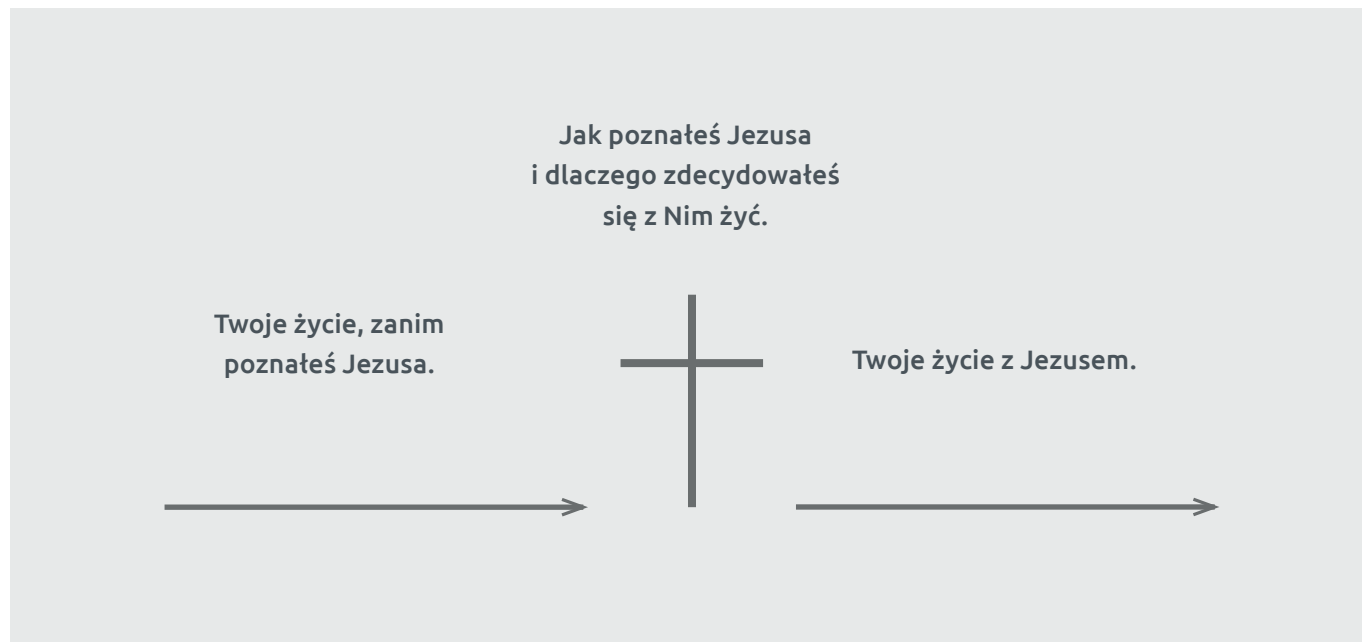 Jak poznałeś Jezusa
i dlaczego zdecydowałeś
się z Nim żyć.
Twoje życie, zanim
poznałeś Jezusa.
Twoje życie z Jezusem.